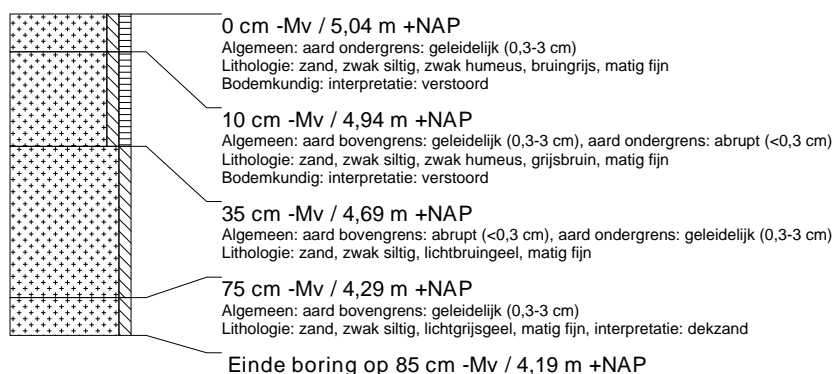 0 cm -Mv / 5,04 m +NAP
Algemeen: aard ondergrens: geleidelijk (0,3-3 cm)
Lithologie: zand, zwak siltig, zwak humeus, bruingrijs, matig fijn
Bodemkundig: interpretatie: verstoord
10 cm -Mv / 4,94 m +NAP
Algemeen: aard bovengrens: geleidelijk (0,3-3 cm), aard ondergrens: abrupt (<0,3 cm)
Lithologie: zand, zwak siltig, zwak humeus, grijsbruin, matig fijn
Bodemkundig: interpretatie: verstoord
35 cm -Mv / 4,69 m +NAP
Algemeen: aard bovengrens: abrupt (<0,3 cm), aard ondergrens: geleidelijk (0,3-3 cm)
Lithologie: zand, zwak siltig, lichtbruingeel, matig fijn
75 cm -Mv / 4,29 m +NAP
Algemeen: aard bovengrens: geleidelijk (0,3-3 cm)
Lithologie: zand, zwak siltig, lichtgrijsgeel, matig fijn, interpretatie: dekzand
Einde boring op 85 cm -Mv / 4,19 m +NAP